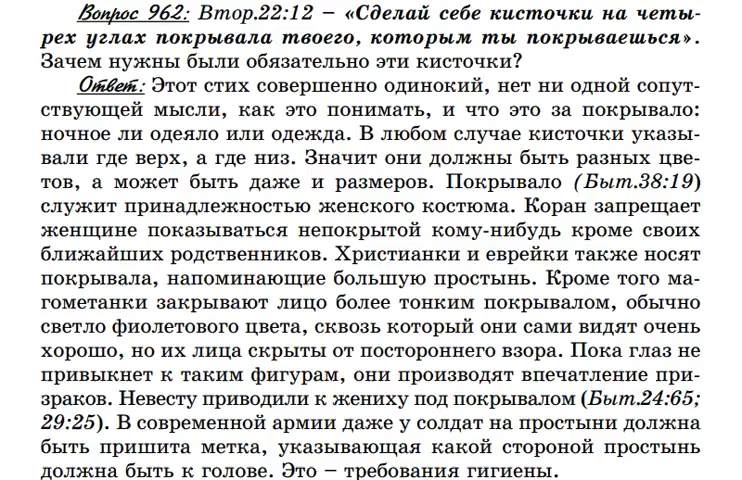 Вопрос 962: Втор.22:12 – «Сделай себе кисточки на четы-
рех углах покрывала твоего, которым ты покрываешься».
Зачем нужны были обязательно эти кисточки?
Ответ: Этот стих совершенно одинокий, нет ни одной сопут-
ствующей мысли, как это понимать, и что это за покрывало:
ночное ли одеяло или одежда. В любом случае кисточки указы-
вали где верх, а где низ. Значит они должны быть разных цве-
тов, а может быть даже и размеров. Покрывало (Быт.38:19)
служит принадлежностью женского костюма. Коран запрещает
женщине показываться непокрытой кому-нибудь кроме своих
ближайших родственников. Христианки и еврейки также носят
покрывала, напоминающие большую простынь. Кроме того ма-
гометанки закрывают лицо более тонким покрывалом, обычно
светло фиолетового цвета, сквозь который они сами видят очень
хорошо, но их лица скрыты от постороннего взора. Пока глаз не
привыкнет к таким фигурам, они производят впечатление при-
зраков. Невесту приводили к жениху под покрывалом (Быт.24:65;
29:25). В современной армии даже у солдат на простыни должна
быть пришита метка, указывающая какой стороной простынь
должна быть к голове. Это – требования гигиены.